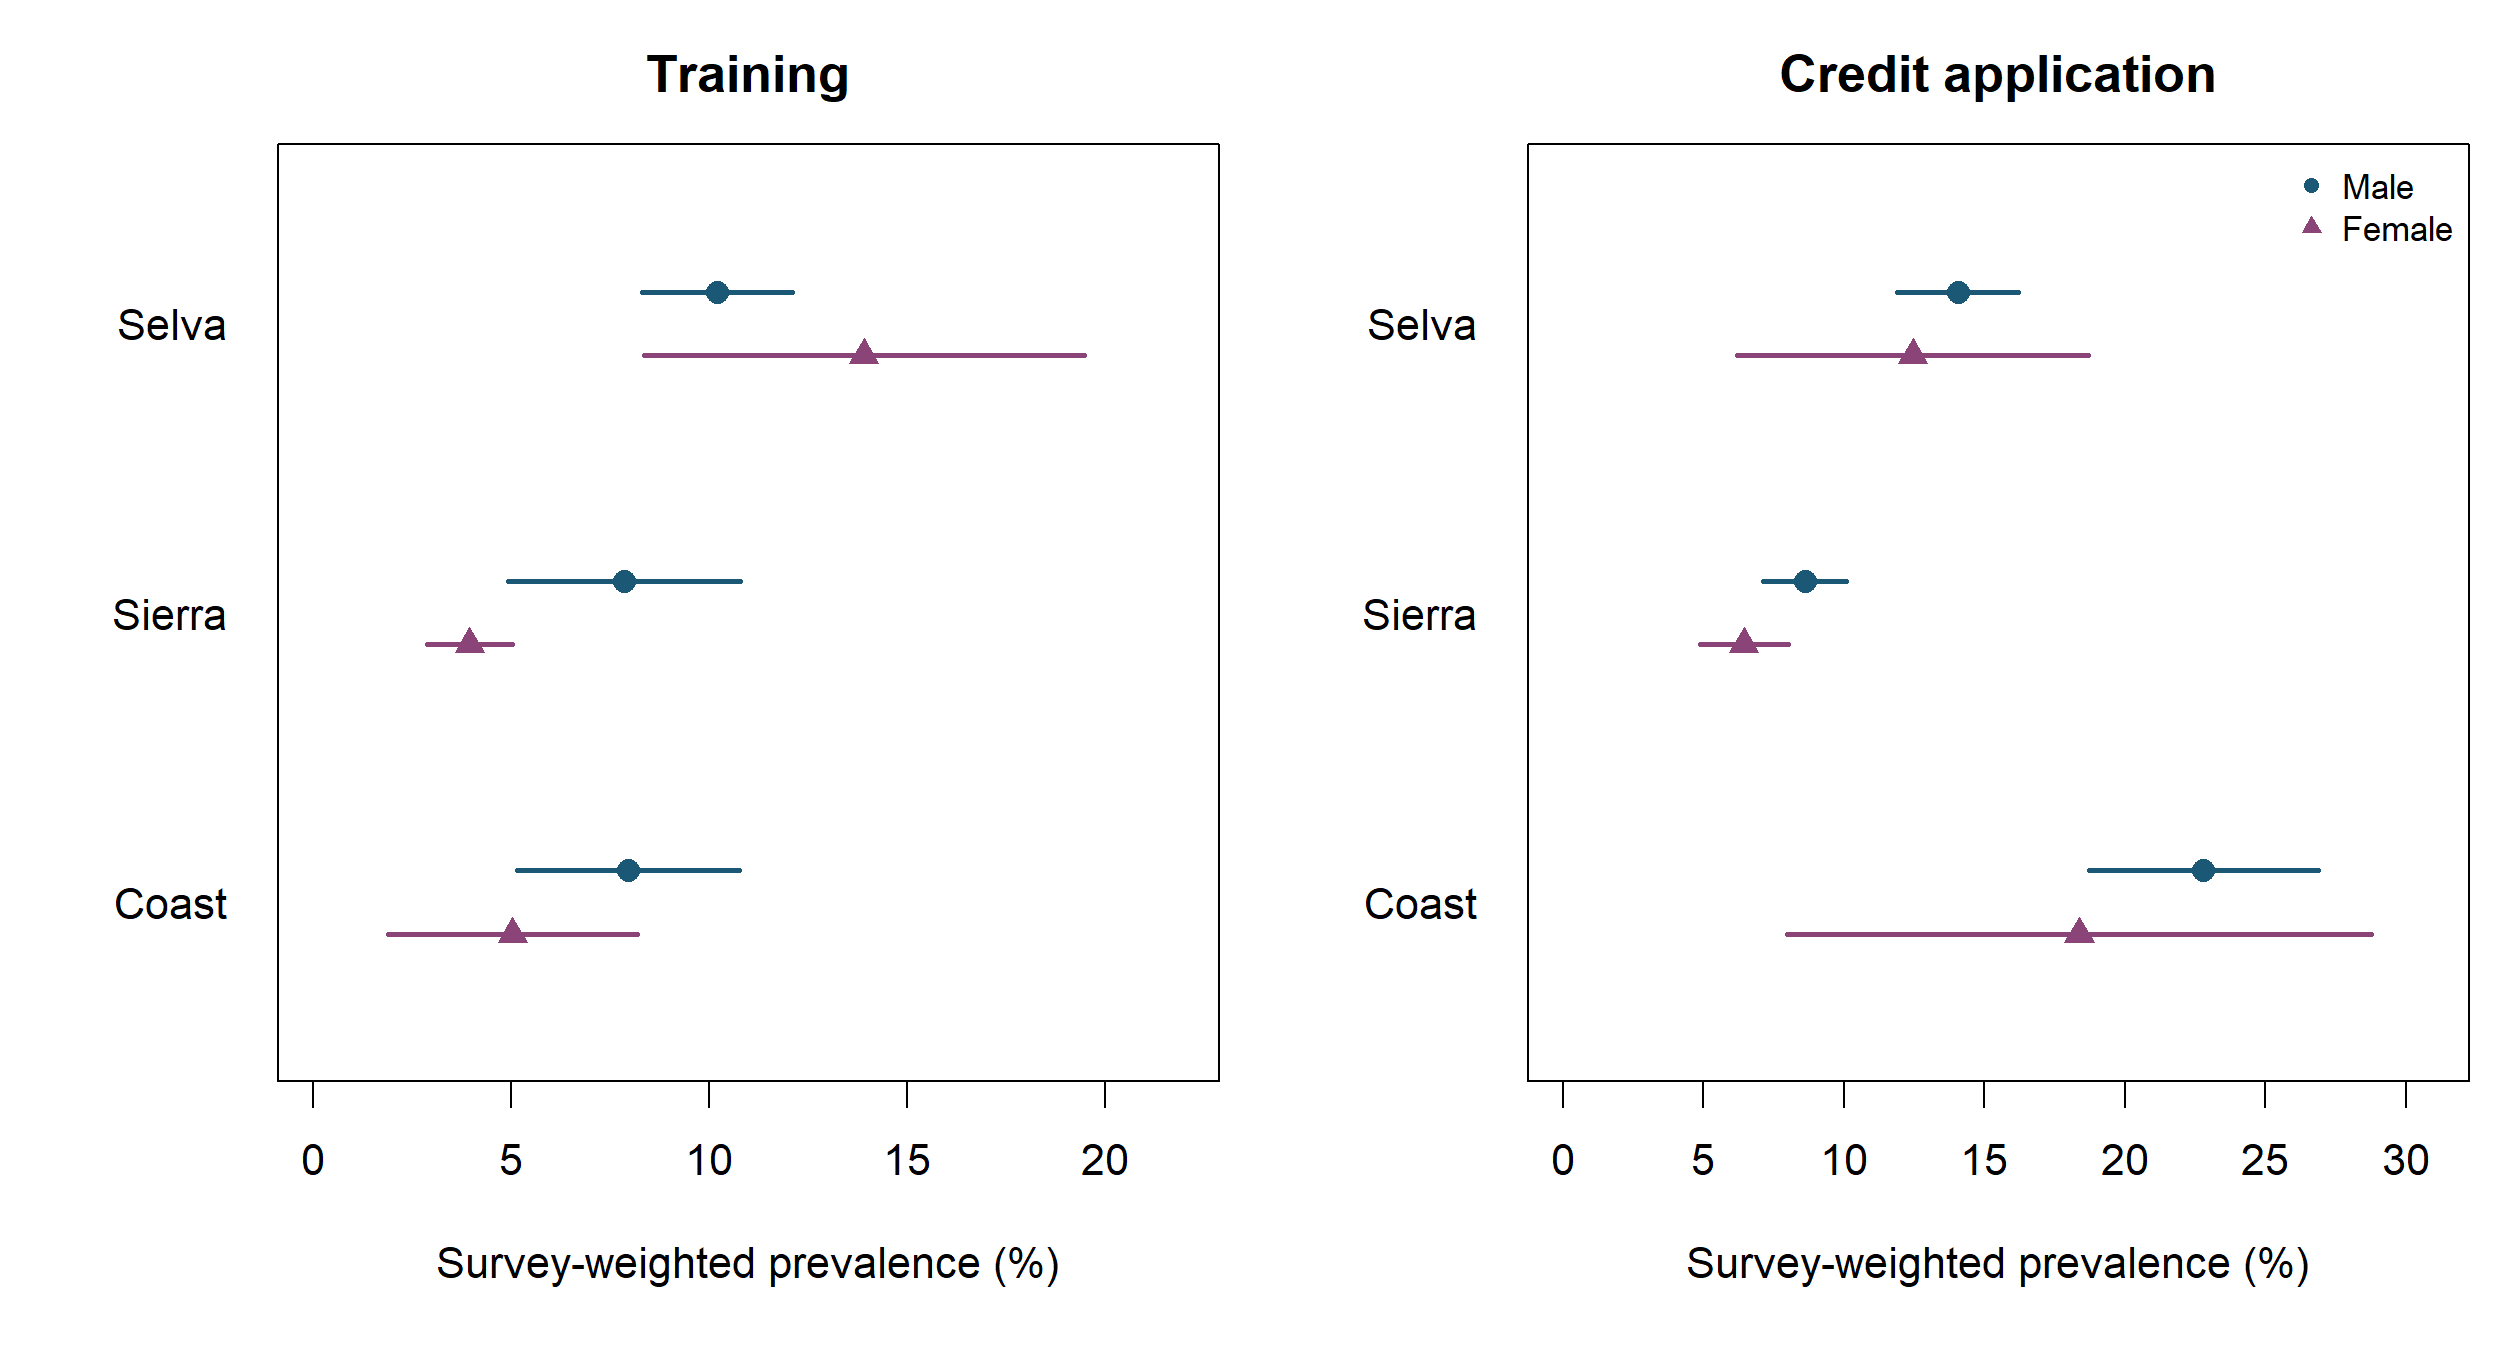 Training
Selva
Sierra
Coast
0 5 10 15 20
Survey-weighted prevalence (%)
Credit application
Male
Female
Selva
Sierra
Coast
0 5 10 15 20 25 30
Survey-weighted prevalence (%)